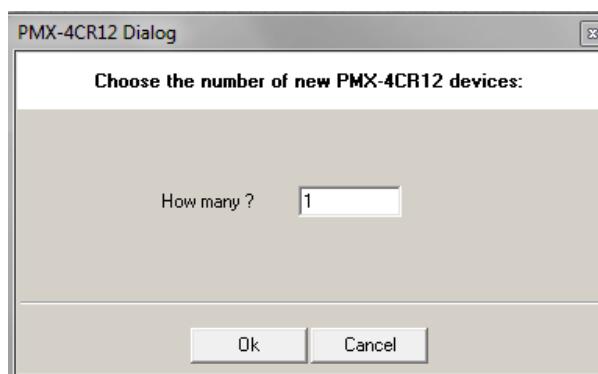 PMX-4CR12 Dialog
Choose the number of new PMX-4CR12 devices:
How many ?
1
Ok
Cancel